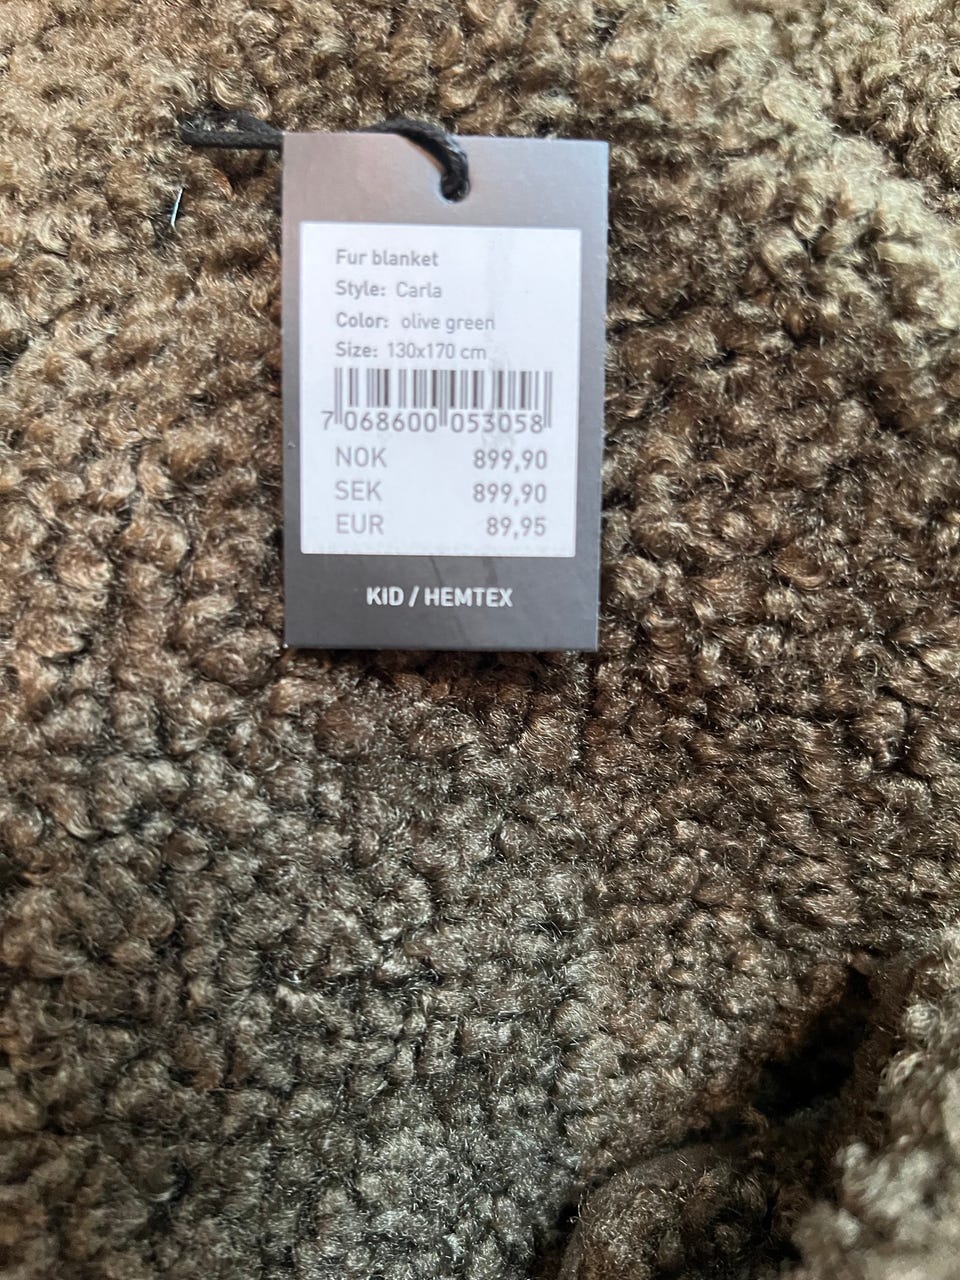 Fur blanket
Style: Carla
Color: olive green
Size: 130x170 cm
7 068600 053058
NOK 899,90
SEK 899,90
EUR 89,95
KID / HEMTEX